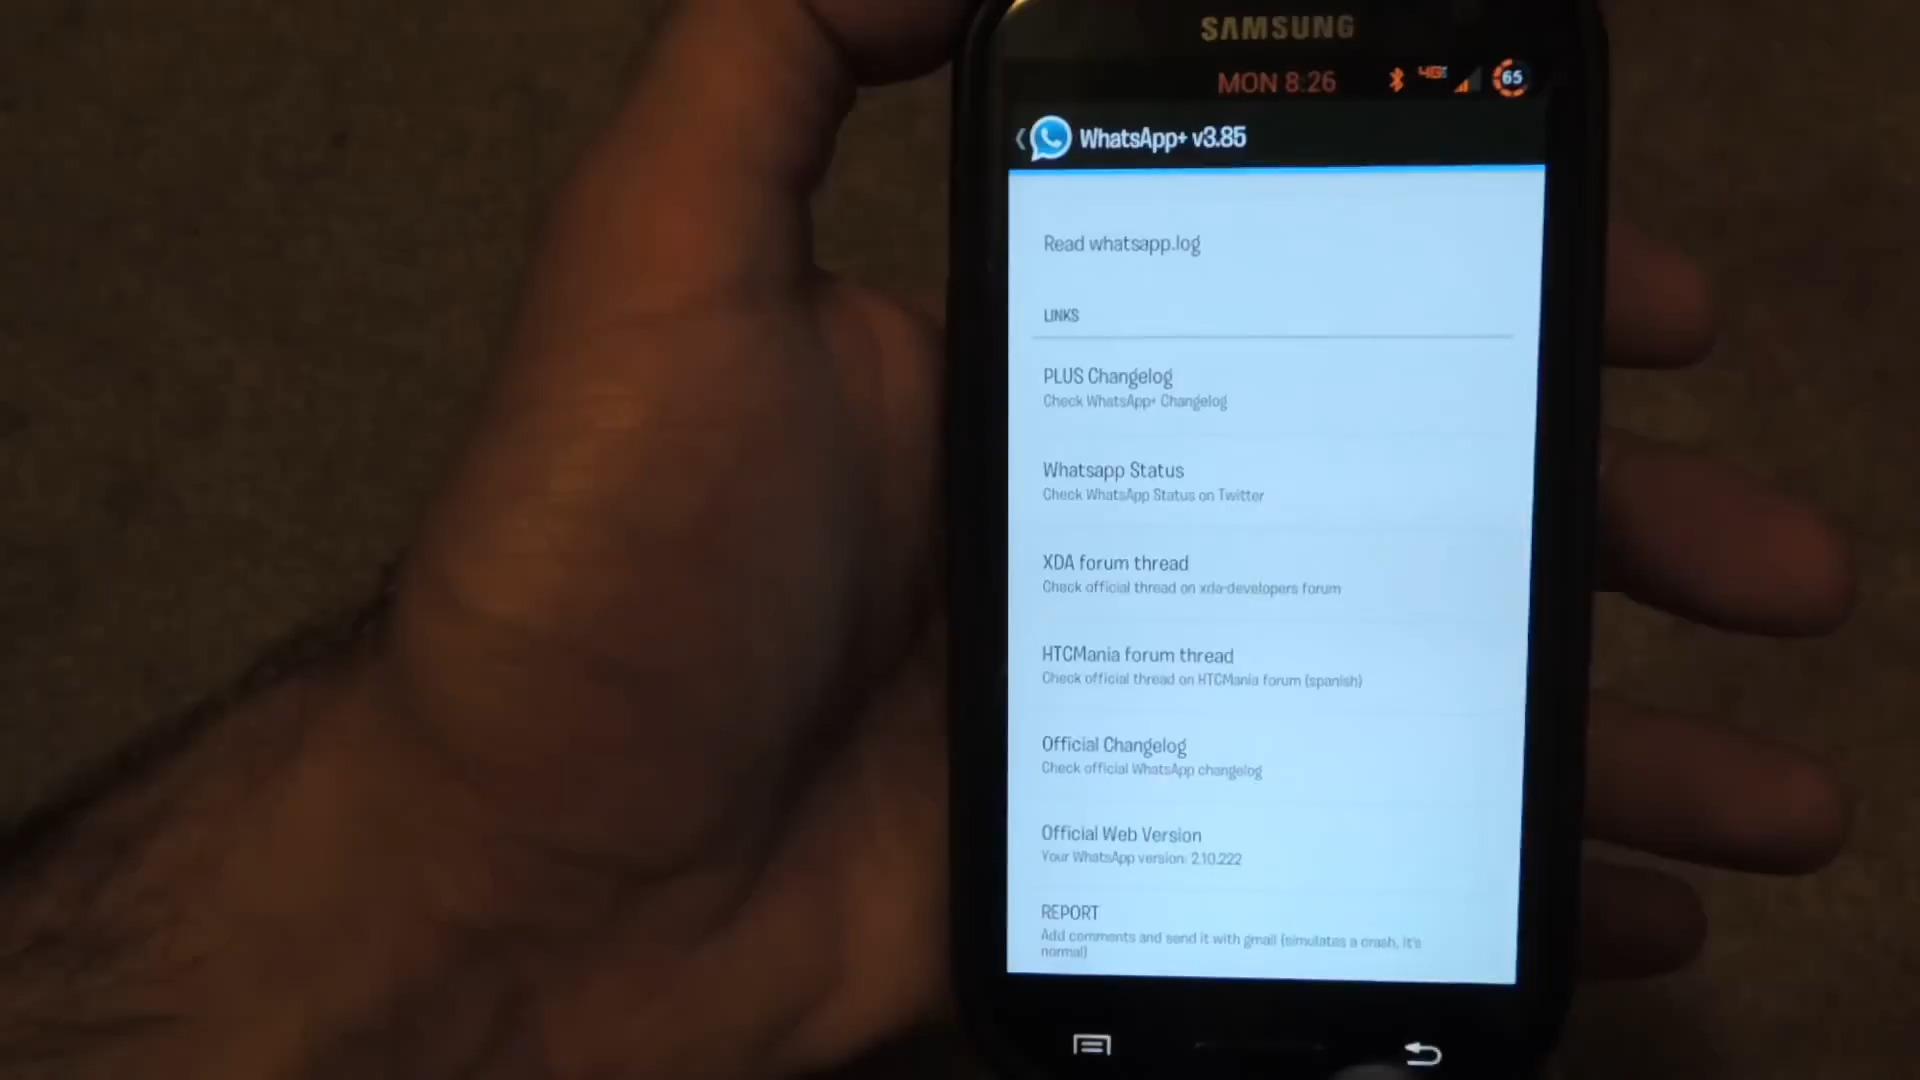 SAMSUNG
MON 8:26 4G 65
WhatsApp+ v3.85
Read whatsapp.log
LINKS
PLUS Changelog
Check WhatsApp+ Changelog
Whatsapp Status
Check WhatsApp Status on Twitter
XDA forum thread
Check official thread on xda-developers forum
HTCMania forum thread
Check official thread on HTCMania forum (spanish)
Official Changelog
Check official WhatsApp changelog
Official Web Version
Your WhatsApp version: 2.10.222
REPORT
Add comments and send it with gmail (simulates a crash, it's
normal)